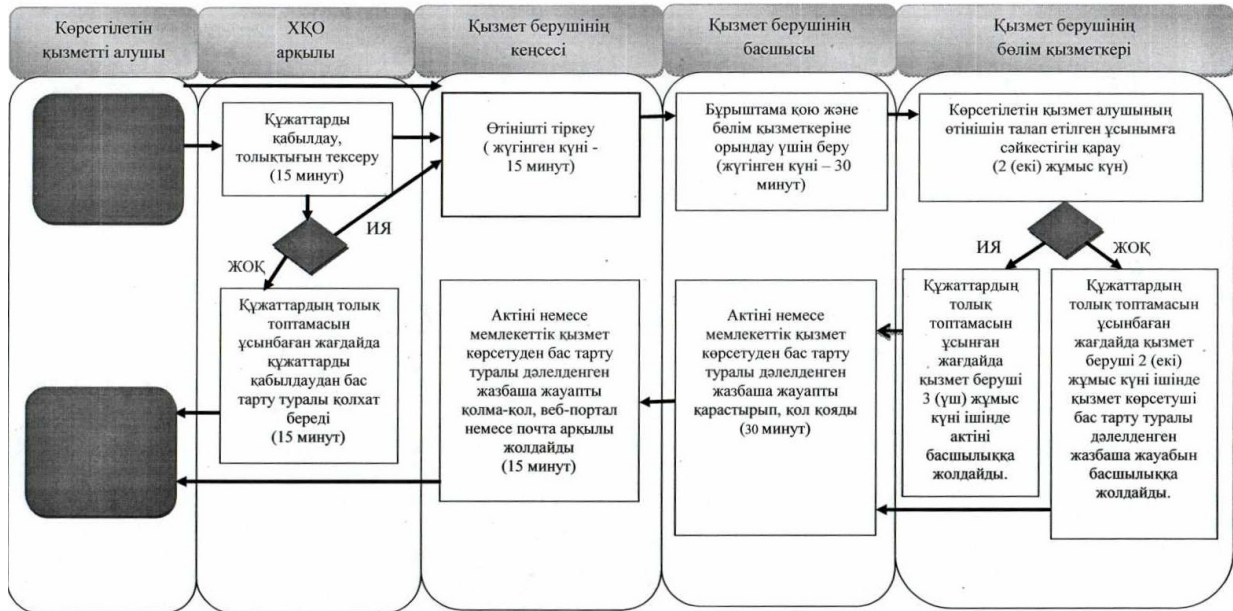 Көрсетілетін
қызметті алушы
ХҚО
арқылы
Қызмет берушінің
кеңсесі
Қызмет берушінің
басшысы
Қызмет берушінің
бөлім қызметкері
Құжаттарды
қабылдау,
толықтығын тексеру
(15 минут)
Өтінішті тіркеу
( жүгінген күні -
15 минут)
Бұрыштама қою және
бөлім қызметкеріне
орындау үшін беру
(жүгінген күні – 30
минут)
Көрсетілетін қызмет алушының
өтінішін талап етілген ұсынымға
сәйкестігін қарау
(2 (екі) жұмыс күн)
ИЯ
ЖОҚ
ИЯ
ЖОҚ
Құжаттардың толық
топтамасын
ұсынбаған жағдайда
құжаттарды
қабылдаудан бас
тарту туралы қолхат
береді
(15 минут)
Актіні немесе
мемлекеттік қызмет
көрсетуден бас тарту
туралы дәлелденген
жазбаша жауапты
қолма-қол, веб-портал
немесе почта арқылы
жолдайды
(15 минут)
Актіні немесе
мемлекеттік қызмет
көрсетуден бас тарту
туралы дәлелденген
жазбаша жауапты
қарастырып, қол қояды
(30 минут)
Құжаттардың
толық
топтамасын
ұсынған
жағдайда
қызмет беруші
3 (үш) жұмыс
күні ішінде
актіні
басшылыққа
жолдайды.
Құжаттардың
толық топтамасын
ұсынбаған
жағдайда қызмет
беруші 2 (екі)
жұмыс күні ішінде
қызмет көрсетуші
бас тарту туралы
дәлелденген
жазбаша жауабын
басшылыққа
жолдайды.